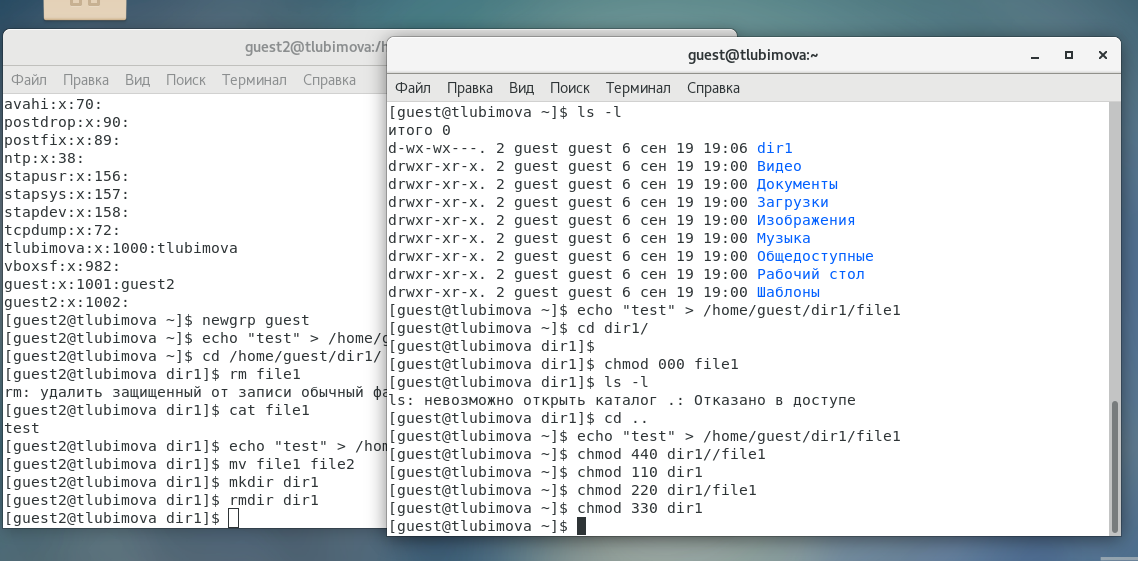 guest2@tlubimova:/h
Файл Правка Вид Поиск Терминал Справка
avahi:x:70:
postdrop:x:90:
postfix:x:89:
ntp:x:38:
stapusr:x:156:
stapsys:x:157:
stapdev:x:158:
tcpdump:x:72:
tlubimova:x:1000:tlubimova
vboxsf:x:982:
guest:x:1001:guest2
guest2:x:1002:
[guest2@tlubimova ~]$ newgrp guest
[guest2@tlubimova ~]$ echo "test" > /home/g
[guest2@tlubimova ~]$ cd /home/guest/dir1/
[guest2@tlubimova dir1]$ rm file1
rm: удалить защищенный от записи обычный фа
[guest2@tlubimova dir1]$ cat file1
test
[guest2@tlubimova dir1]$ echo "test" > /hom
[guest2@tlubimova dir1]$ mv file1 file2
[guest2@tlubimova dir1]$ mkdir dir1
[guest2@tlubimova dir1]$ rmdir dir1
[guest2@tlubimova dir1]$
guest@tlubimova:~
Файл Правка Вид Поиск Терминал Справка
[guest@tlubimova ~]$ ls -l
итого 0
d-wx-wx---. 2 guest guest 6 сен 19 19:06 dir1
drwxr-xr-x. 2 guest guest 6 сен 19 19:00 Видео
drwxr-xr-x. 2 guest guest 6 сен 19 19:00 Документы
drwxr-xr-x. 2 guest guest 6 сен 19 19:00 Загрузки
drwxr-xr-x. 2 guest guest 6 сен 19 19:00 Изображения
drwxr-xr-x. 2 guest guest 6 сен 19 19:00 Музыка
drwxr-xr-x. 2 guest guest 6 сен 19 19:00 Общедоступные
drwxr-xr-x. 2 guest guest 6 сен 19 19:00 Рабочий стол
drwxr-xr-x. 2 guest guest 6 сен 19 19:00 Шаблоны
[guest@tlubimova ~]$ echo "test" > /home/guest/dir1/file1
[guest@tlubimova ~]$ cd dir1/
[guest@tlubimova dir1]$
[guest@tlubimova dir1]$ chmod 000 file1
[guest@tlubimova dir1]$ ls -l
ls: невозможно открыть каталог .: Отказано в доступе
[guest@tlubimova dir1]$ cd ..
[guest@tlubimova ~]$ echo "test" > /home/guest/dir1/file1
[guest@tlubimova ~]$ chmod 440 dir1//file1
[guest@tlubimova ~]$ chmod 110 dir1
[guest@tlubimova ~]$ chmod 220 dir1/file1
[guest@tlubimova ~]$ chmod 330 dir1
[guest@tlubimova ~]$